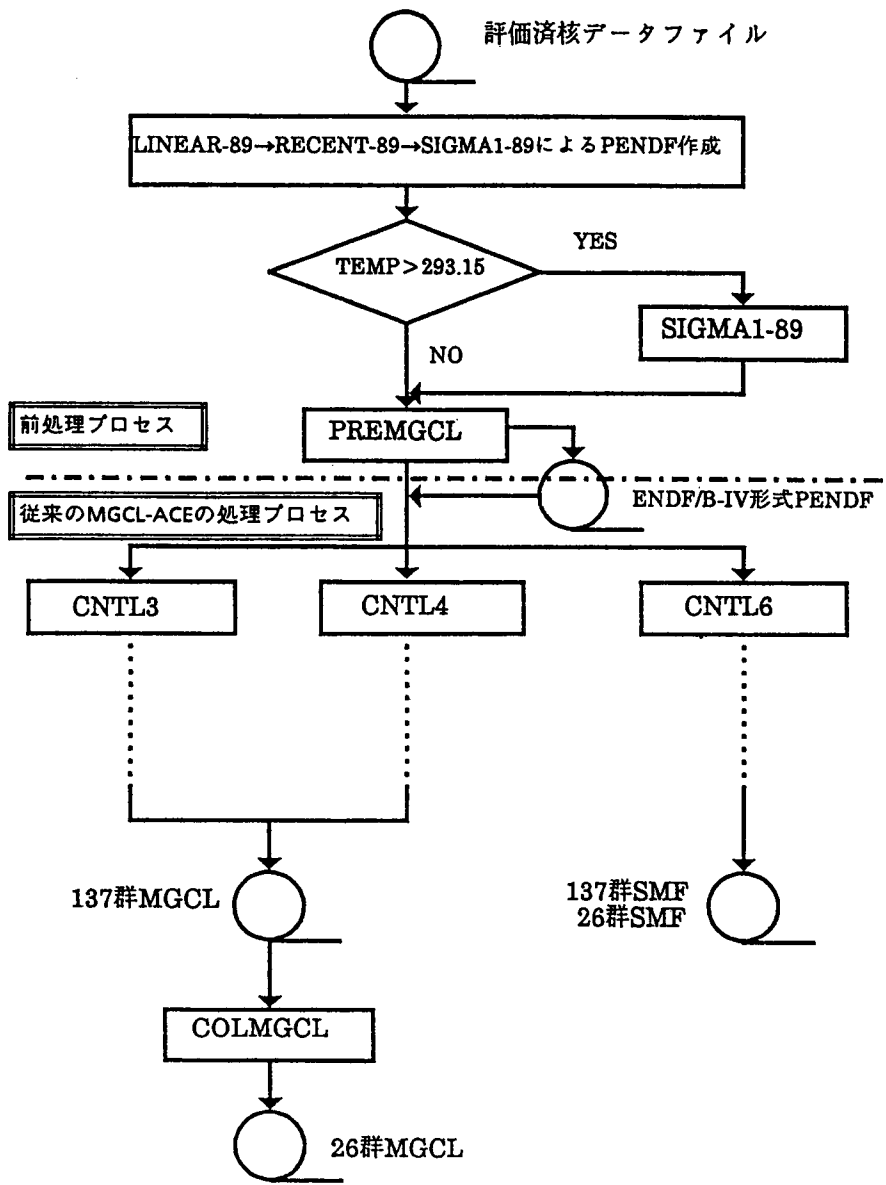 評価済核データファイル
LINEAR-89→RECENT-89→SIGMA1-89によるPENDF作成
TEMP>293.15
YES
SIGMA1-89
NO
前処理プロセス
PREMGCL
ENDF/B-IV形式PENDF
従来のMGCL-ACEの処理プロセス
CNTL3
CNTL4
CNTL6
137群MGCL
137群SMF
26群SMF
COLMGCL
26群MGCL